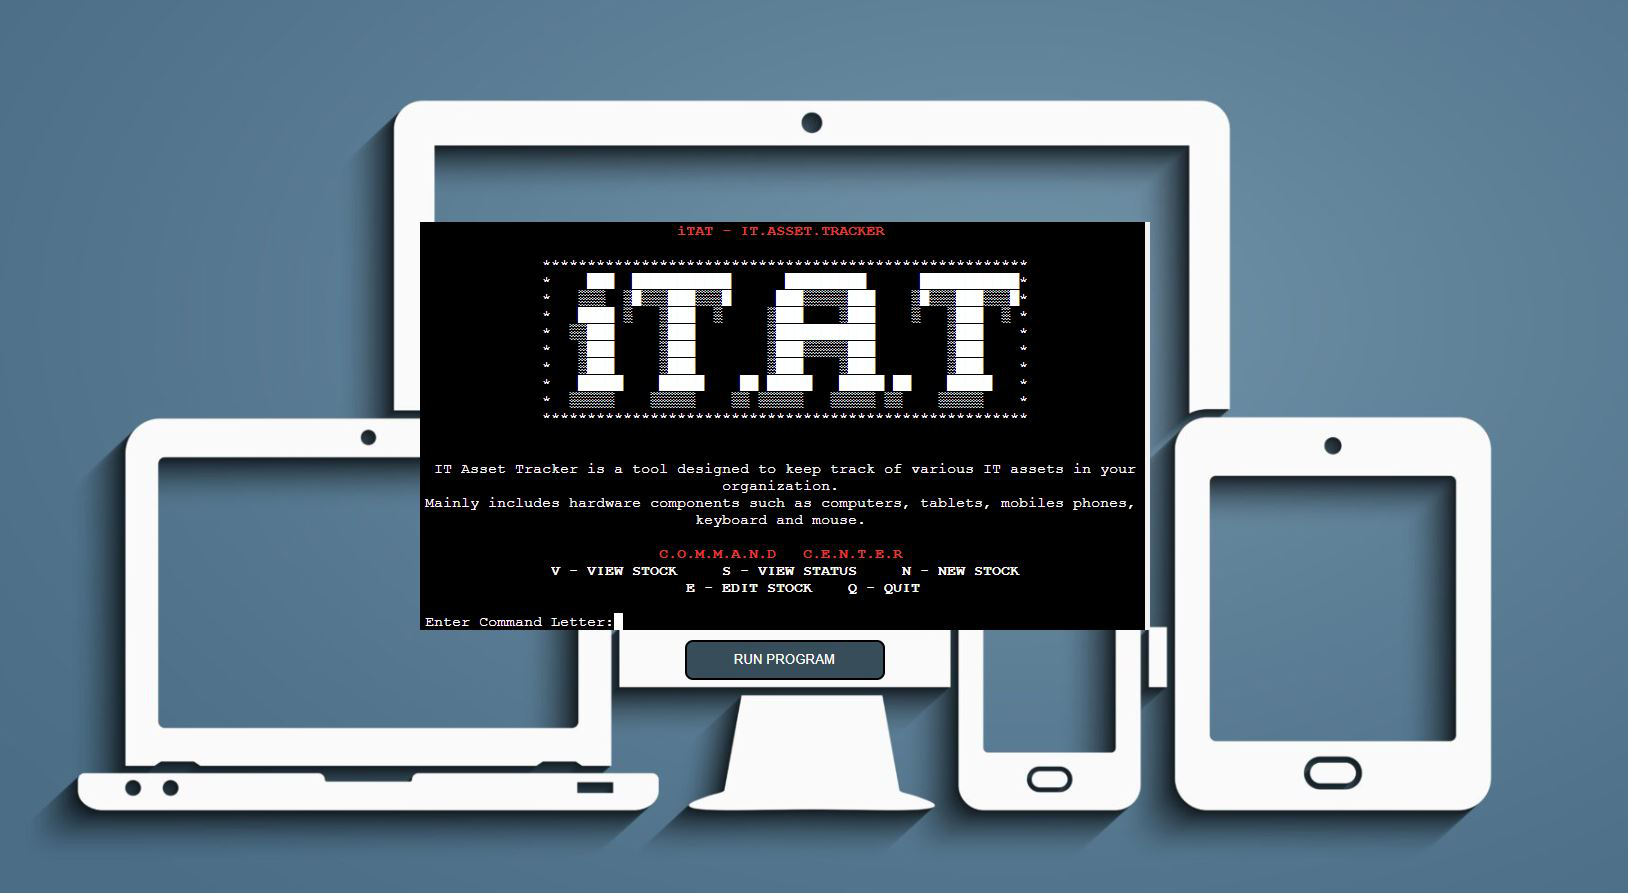 iTAT - IT.ASSET.TRACKER
******************************************************
iT.A.T
******************************************************
IT Asset Tracker is a tool designed to keep track of various IT assets in your
organization.
Mainly includes hardware components such as computers, tablets, mobiles phones,
keyboard and mouse.
C.O.M.M.A.N.D C.E.N.T.E.R
V - VIEW STOCK S - VIEW STATUS N - NEW STOCK
E - EDIT STOCK Q - QUIT
Enter Command Letter:
RUN PROGRAM